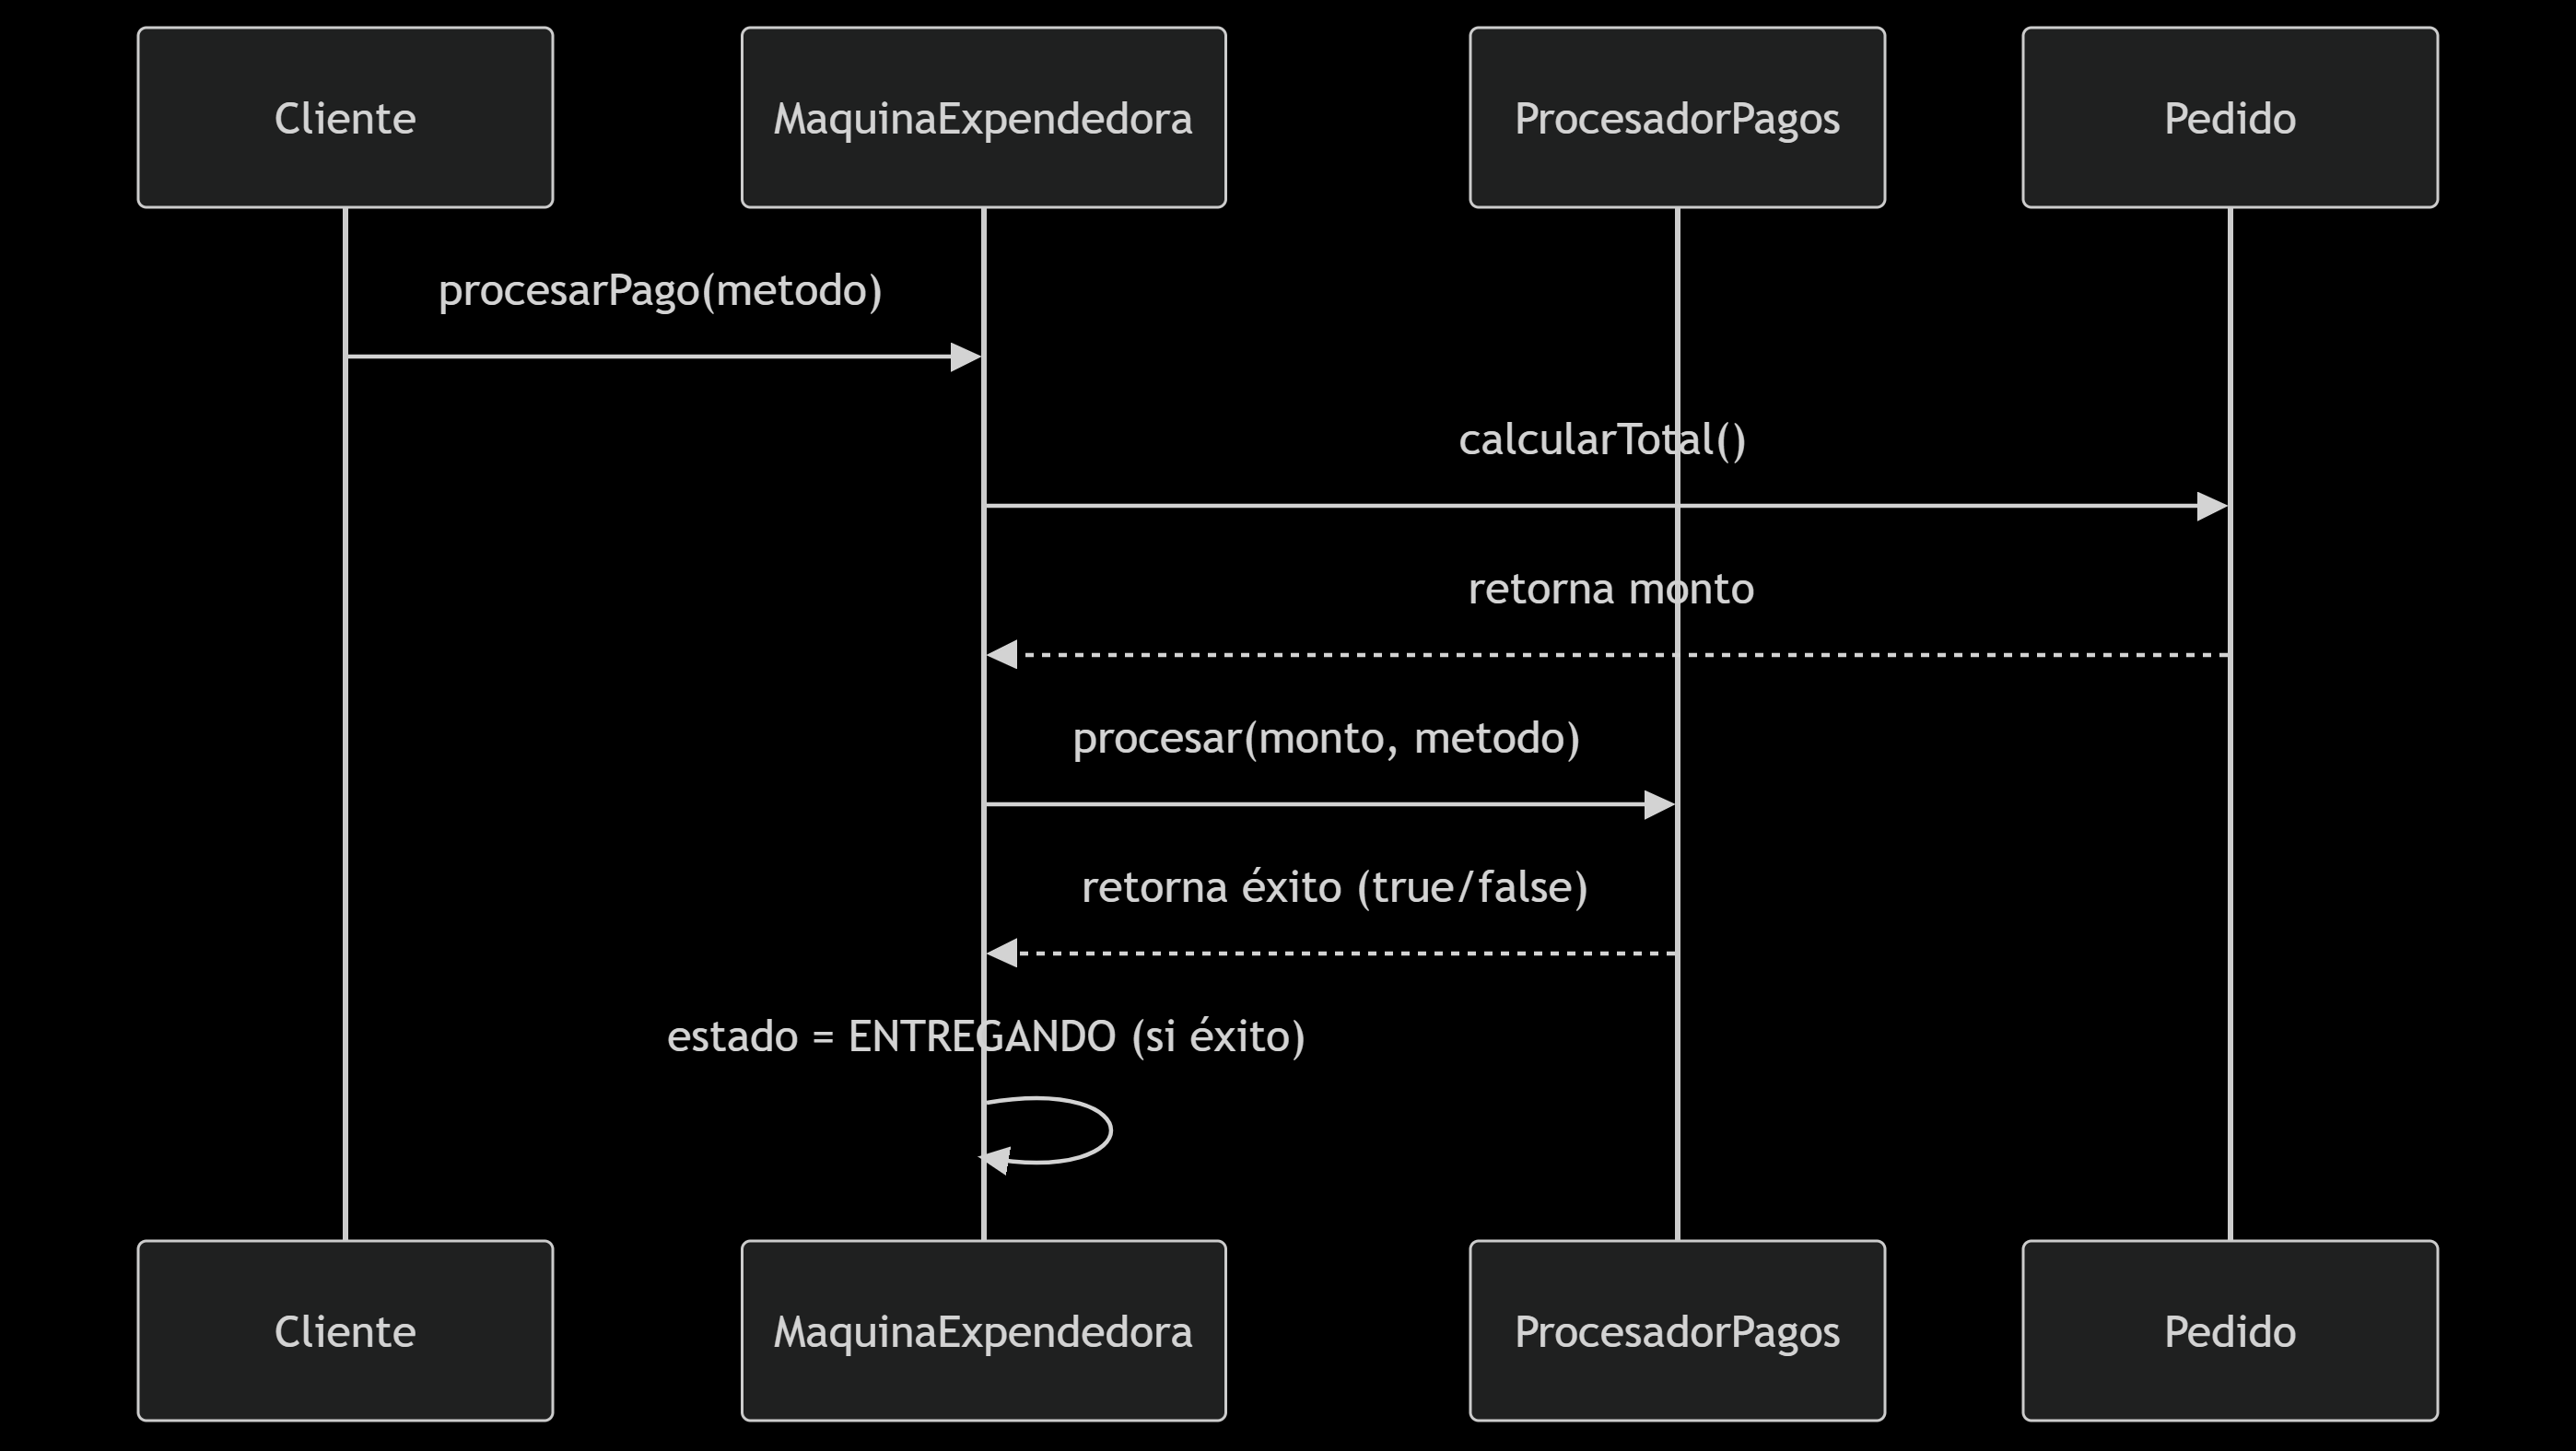 Cliente
MaquinaExpendedora
ProcesadorPagos
Pedido
procesarPago(metodo)
calcularTotal()
retorna monto
procesar(monto, metodo)
retorna éxito (true/false)
estado = ENTREGANDO (si éxito)
Cliente
MaquinaExpendedora
ProcesadorPagos
Pedido